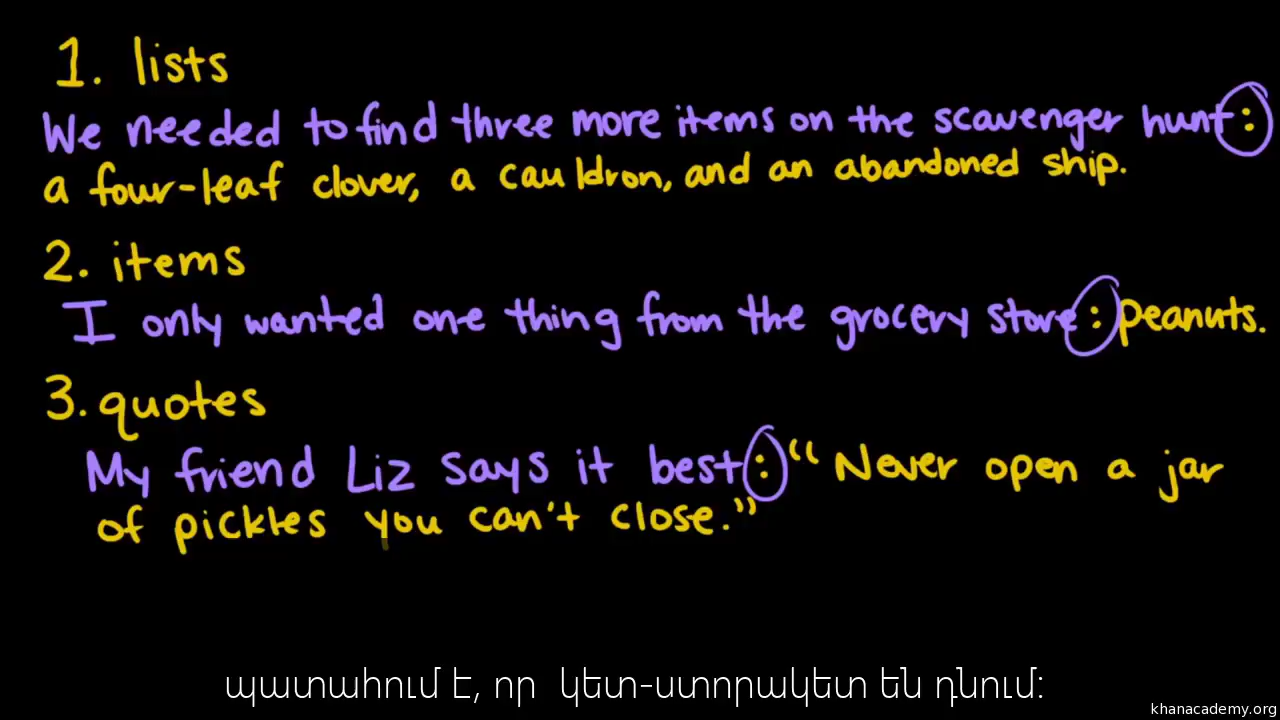 1. lists
We needed to find three more items on the scavenger hunt:
a four-leaf clover, a cauldron, and an abandoned ship.
2. items
I only wanted one thing from the grocery store: peanuts.
3. quotes
My friend Liz says it best: “Never open a jar
of pickles you can't close.”
պատահում է, որ  կետ-ստորակետ են դնում:
khanacademy.org